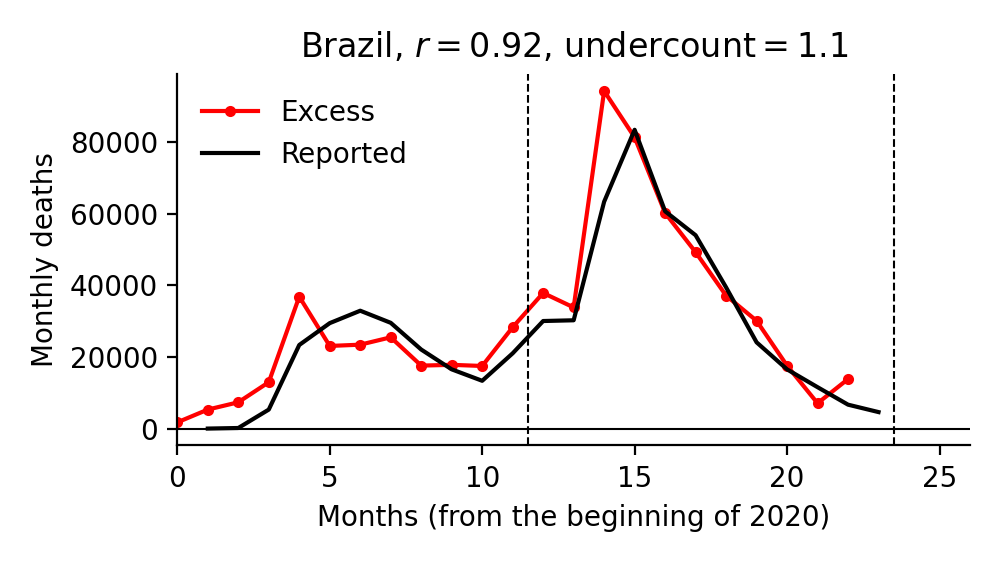 Brazil, r = 0.92, undercount = 1.1
Excess
Reported
Monthly deaths
80000
60000
40000
20000
0
0 5 10 15 20 25
Months (from the beginning of 2020)